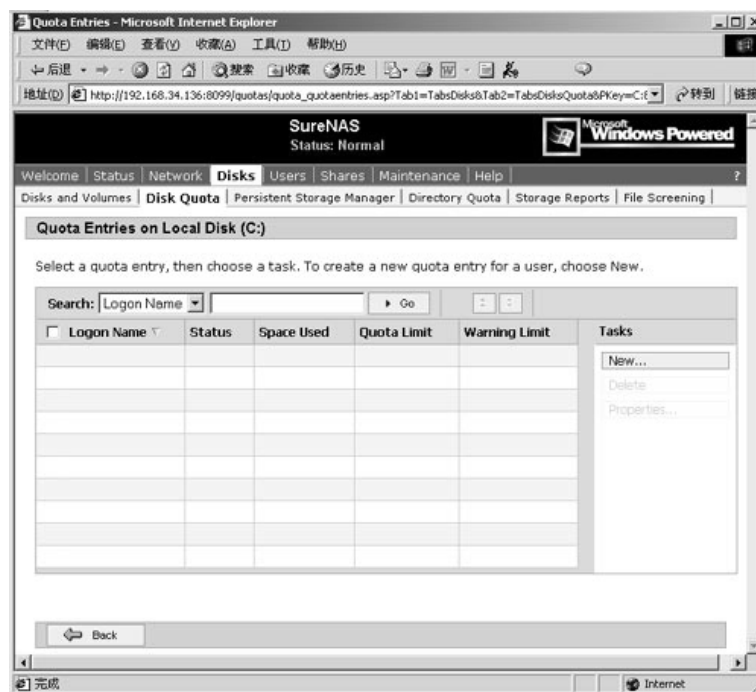 Quota Entries - Microsoft Internet Explorer
文件(F) 编辑(E) 查看(V) 收藏(A) 工具(T) 帮助(H)
后退 搜索 收藏 历史
地址(D) http://192.168.34.136:8099/quotas/quota_quotaentries.asp?Tab1=TabsDisks&Tab2=TabsDisksQuota&PKey=C: 转到 链接
SureNAS
Status: Normal
Microsoft
Windows Powered
Welcome Status Network Disks Users Shares Maintenance Help ?
Disks and Volumes Disk Quota Persistent Storage Manager Directory Quota Storage Reports File Screening
Quota Entries on Local Disk (C:)
Select a quota entry, then choose a task. To create a new quota entry for a user, choose New.
Search: Logon Name Go
Logon Name Status Space Used Quota Limit Warning Limit Tasks
New...
Delete
Properties...
Back
完成 Internet